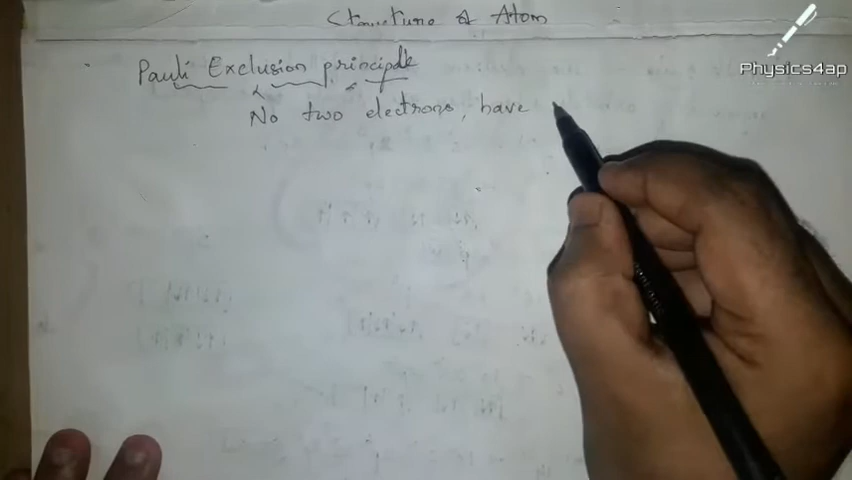 Structure of Atom
Physics4ap
Pauli Exclusion principle
No two electrons, have